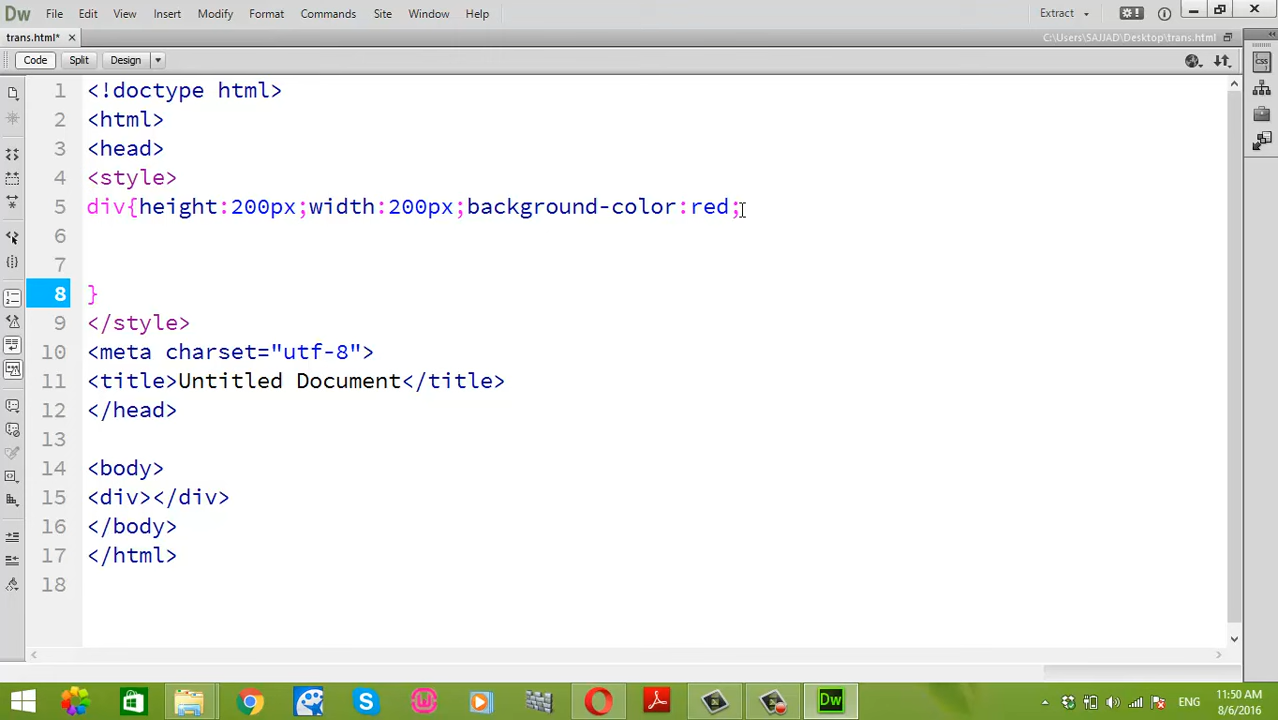 Dw File Edit View Insert Modify Format Commands Site Window Help Extract
trans.html* C:\Users\SAJJAD\Desktop\trans.html
Code Split Design
1 <!doctype html>
2 <html>
3 <head>
4 <style>
5 div{height:200px;width:200px;background-color:red;
6
7
8 }
9 </style>
10 <meta charset="utf-8">
11 <title>Untitled Document</title>
12 </head>
13
14 <body>
15 <div></div>
16 </body>
17 </html>
18
Dw ENG 11:50 AM
8/6/2016